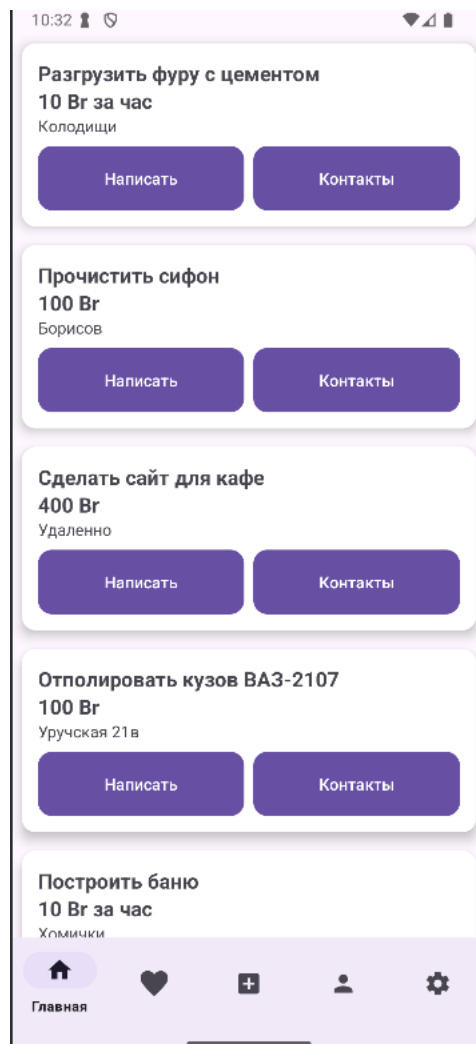 10:32
Разгрузить фуру с цементом
10 Br за час
Колодищи
Написать Контакты
Прочистить сифон
100 Br
Борисов
Написать Контакты
Сделать сайт для кафе
400 Br
Удаленно
Написать Контакты
Отполировать кузов ВАЗ-2107
100 Br
Уручская 21в
Написать Контакты
Построить баню
10 Br за час
Хомички
Главная